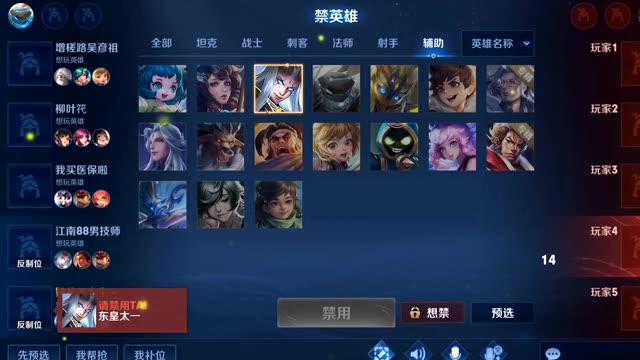 禁英雄
全部 坦克 战士 刺客 法师 射手 辅助 英雄名称
增槎路吴彦祖
想玩英雄
柳叶笩
想玩英雄
我买医保啦
想玩英雄
江南88男技师
想玩英雄
反制位
反制位
请禁用TA!
东皇太一
玩家1
玩家2
玩家3
玩家4
玩家5
14
禁用
想禁
预选
先预选
我帮抢
我补位